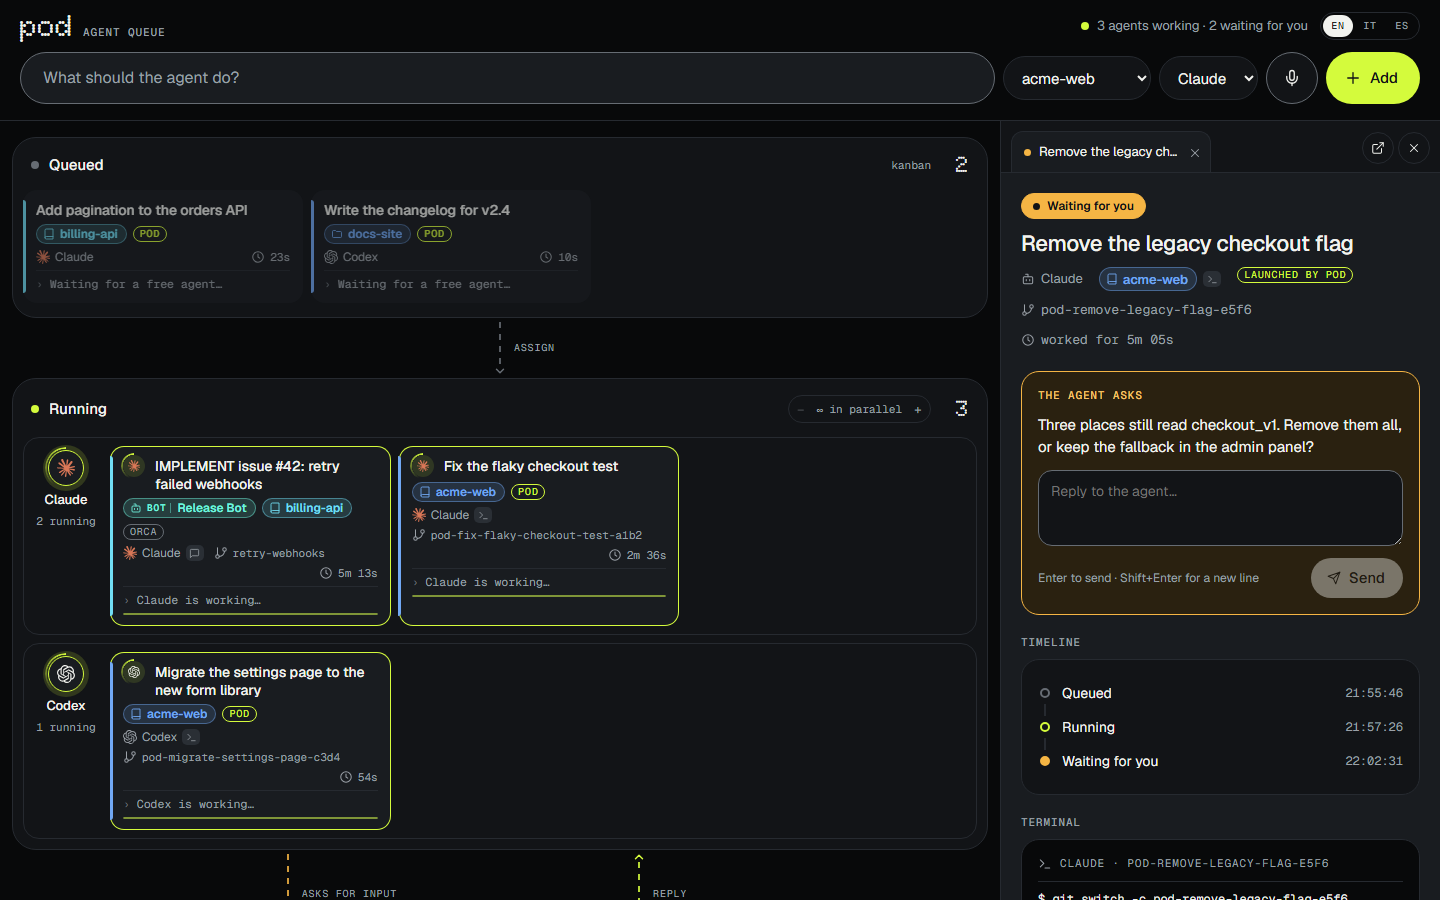 pod AGENT QUEUE
3 agents working · 2 waiting for you
EN IT ES
What should the agent do?
acme-web
Claude
+ Add
Queued
kanban 2
Add pagination to the orders API
billing-api POD
Claude 23s
› Waiting for a free agent…
Write the changelog for v2.4
docs-site POD
Codex 10s
› Waiting for a free agent…
ASSIGN
Running
− ∞ in parallel + 3
Claude
2 running
IMPLEMENT issue #42: retry
failed webhooks
BOT | Release Bot billing-api
ORCA
Claude retry-webhooks
5m 13s
› Claude is working…
Fix the flaky checkout test
acme-web POD
Claude
pod-fix-flaky-checkout-test-a1b2
2m 36s
› Claude is working…
Codex
1 running
Migrate the settings page to the
new form library
acme-web POD
Codex
pod-migrate-settings-page-c3d4
54s
› Codex is working…
ASKS FOR INPUT
REPLY
Remove the legacy ch…
Waiting for you
Remove the legacy checkout flag
Claude acme-web LAUNCHED BY POD
pod-remove-legacy-flag-e5f6
worked for 5m 05s
THE AGENT ASKS
Three places still read checkout_v1. Remove them all,
or keep the fallback in the admin panel?
Reply to the agent…
Enter to send · Shift+Enter for a new line
Send
TIMELINE
Queued 21:55:46
Running 21:57:26
Waiting for you 22:02:31
TERMINAL
CLAUDE · POD-REMOVE-LEGACY-FLAG-E5F6
$ git switch -c pod-remove-legacy-flag-e5f6